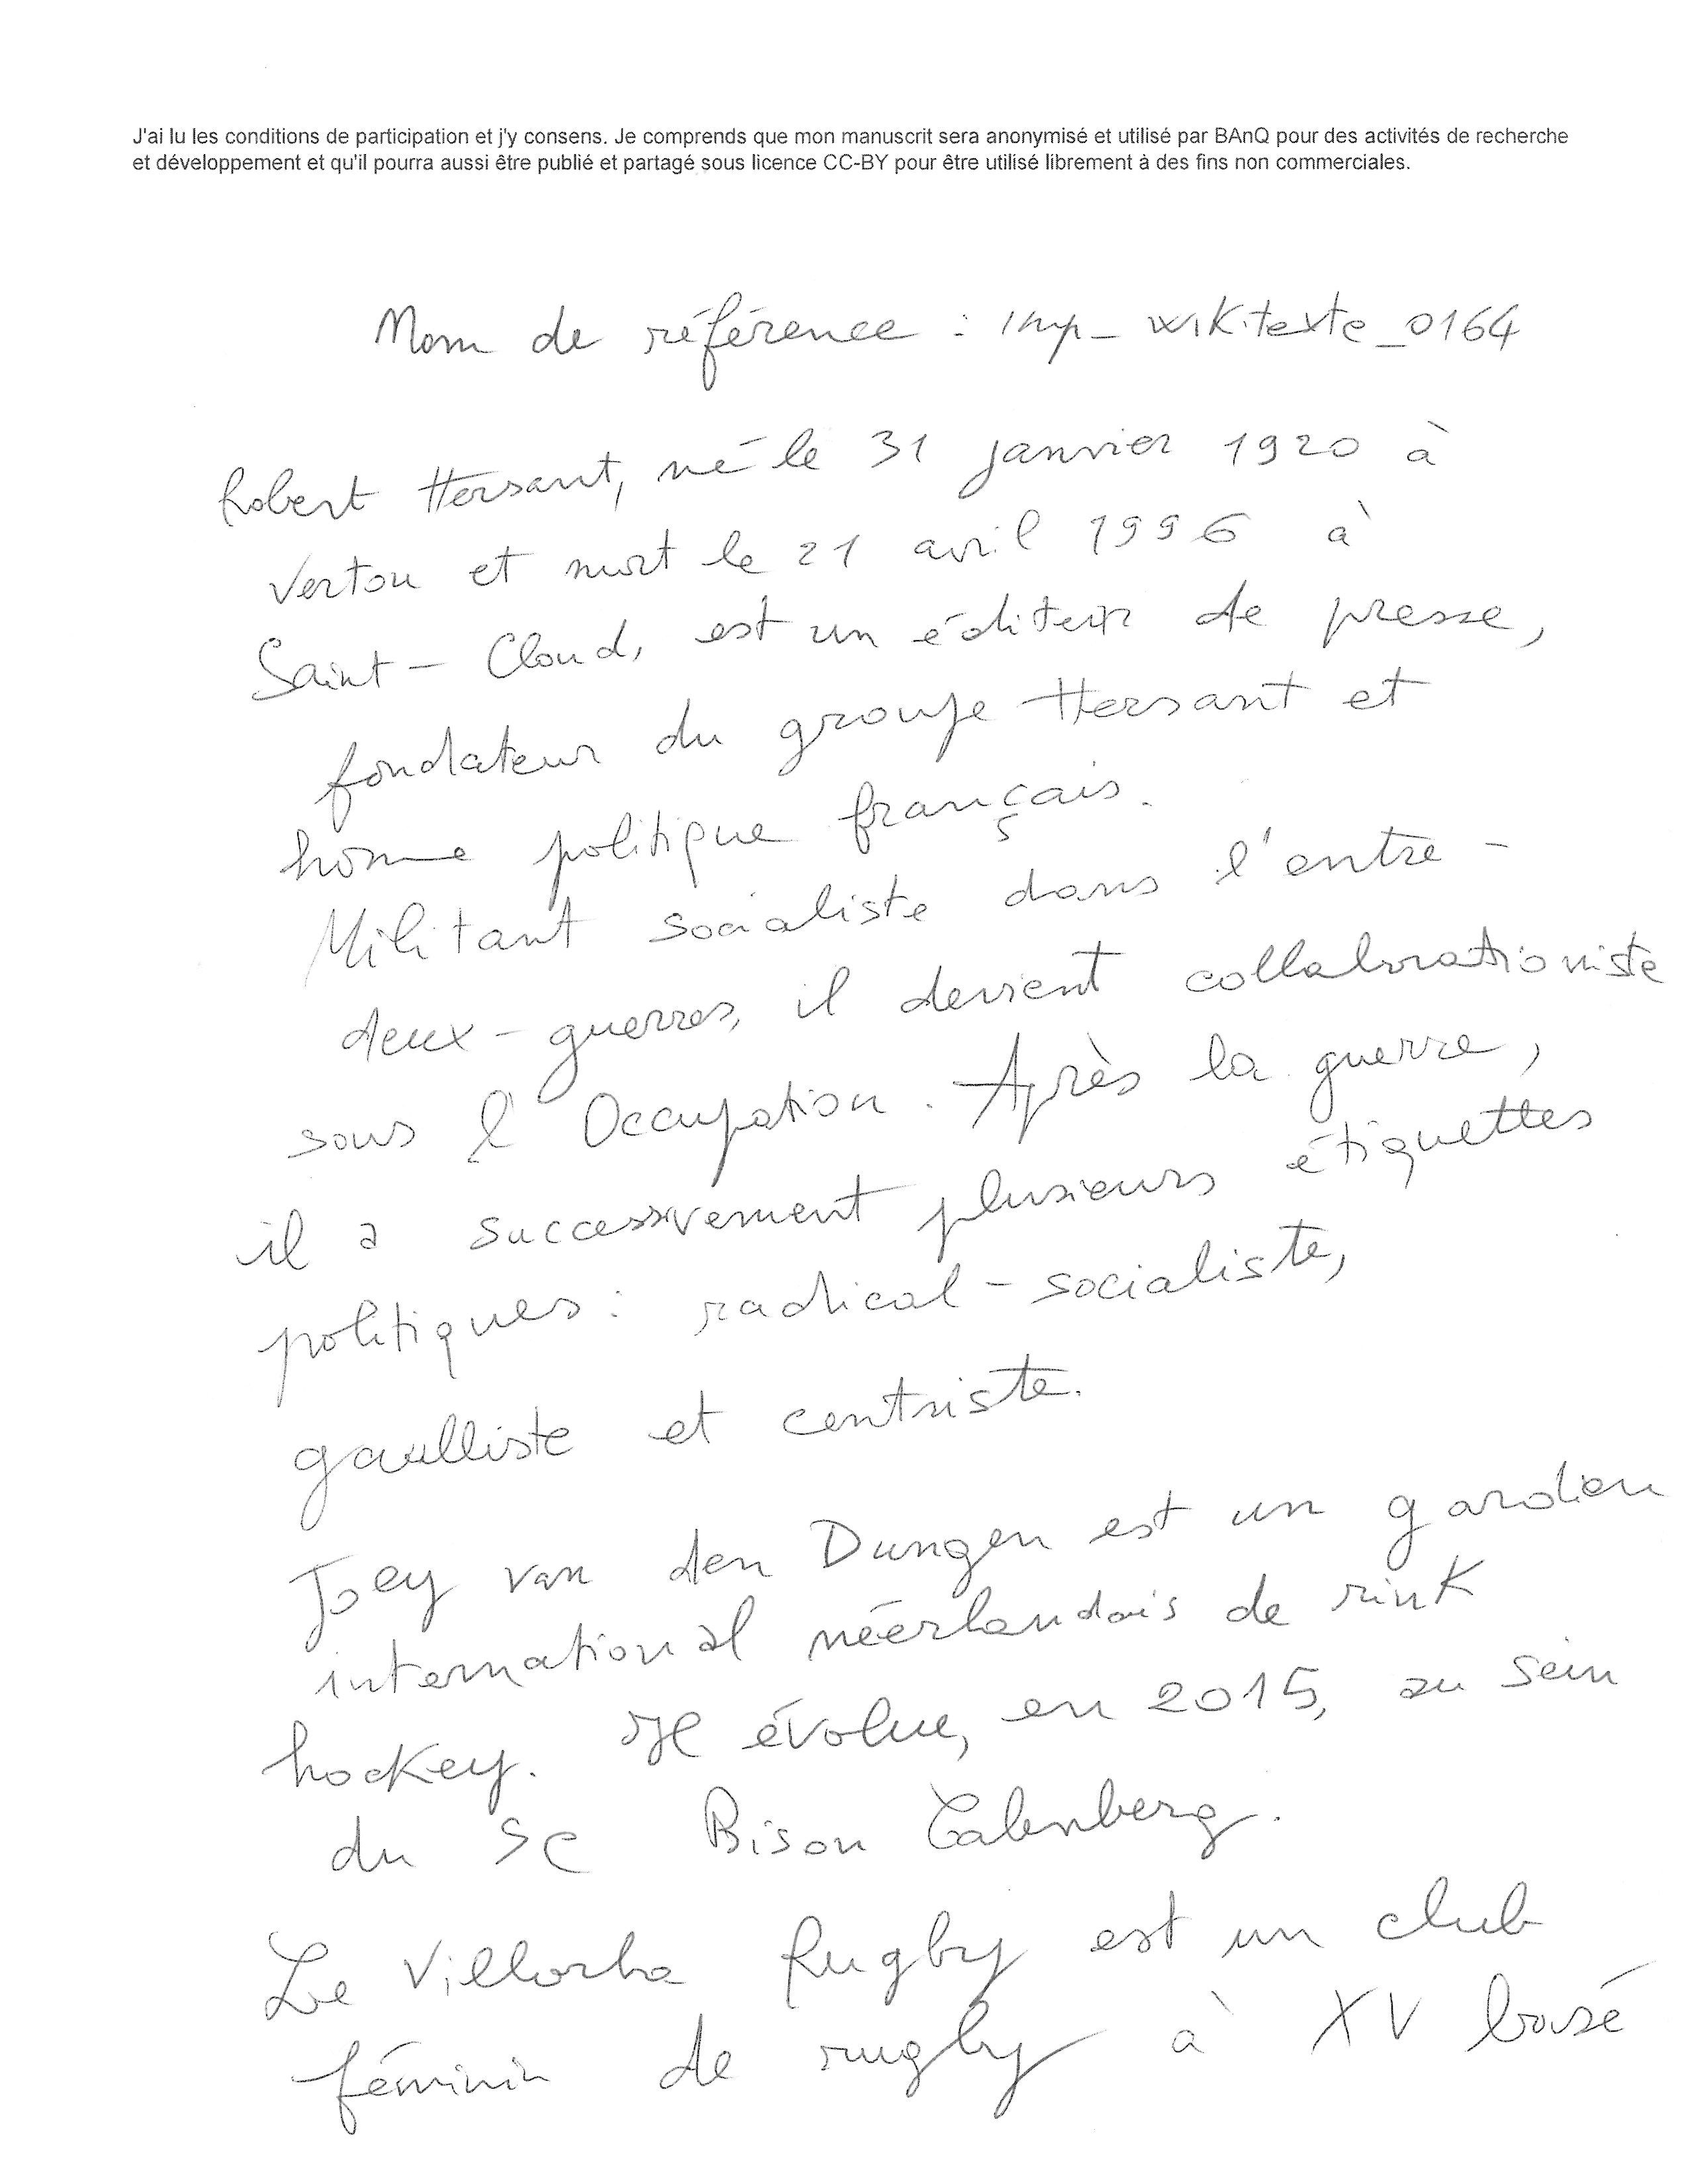 J'ai lu les conditions de participation et j'y consens. Je comprends que mon manuscrit sera anonymisé et utilisé par BAnQ pour des activités de recherche
et développement et qu'il pourra aussi être publié et partagé sous licence CC-BY pour être utilisé librement à des fins non commerciales.
Nom de référence : imp_wikitexte_0164
Robert Hersant, né le 31 janvier 1920 à
Vertou et mort le 21 avril 1996 à
Saint-Cloud, est un éditeur de presse,
fondateur du groupe Hersant et
homme politique français.
Militant socialiste dans l'entre-
deux-guerres, il devient collaborationiste
sous l'Occupation. Après la guerre,
il a successivement plusieurs étiquettes
politiques : radical-socialiste,
gaulliste et centriste.
Joey van den Dungen est un gardien
international néerlandais de rink
hockey. Il évolue, en 2015, au sein
du SC Bison Calenberg.
Le Villorba Rugby est un club
féminin de rugby à XV basé